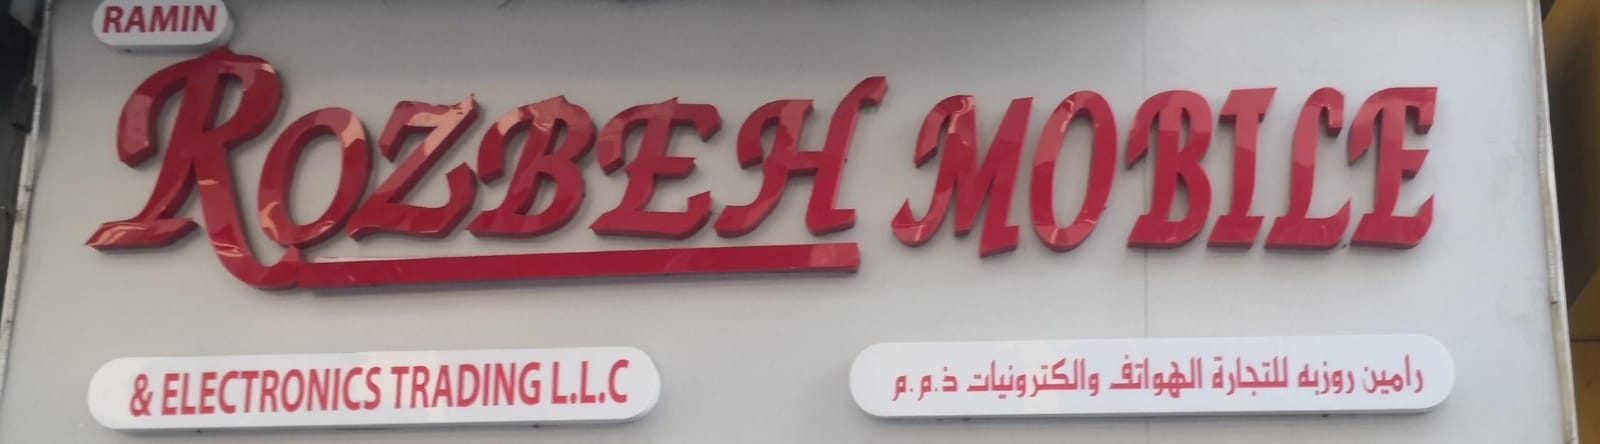 RAMIN
ROZBEH MOBILE
& ELECTRONICS TRADING L.L.C
رامين روزبه للتجارة الهواتف والكترونيات ذ.م.م